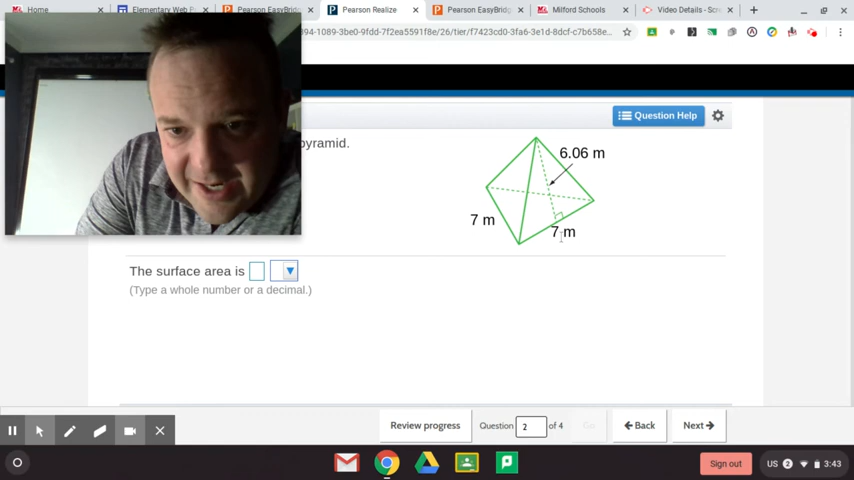 Home
Elementary Web P
Pearson EasyBridg
Pearson Realize
Pearson EasyBridg
Milford Schools
Video Details - Scre
94-1089-3be0-9fdd-7f2ea5591f8e/26/tier/f7423cd0-3fa6-3e1d-8dcf-c7b658e...
Question Help
pyramid.
6.06 m
7 m
7 m
The surface area is
(Type a whole number or a decimal.)
Review progress
Question 2 of 4
Go
Back
Next
Sign out
US 2 3:43